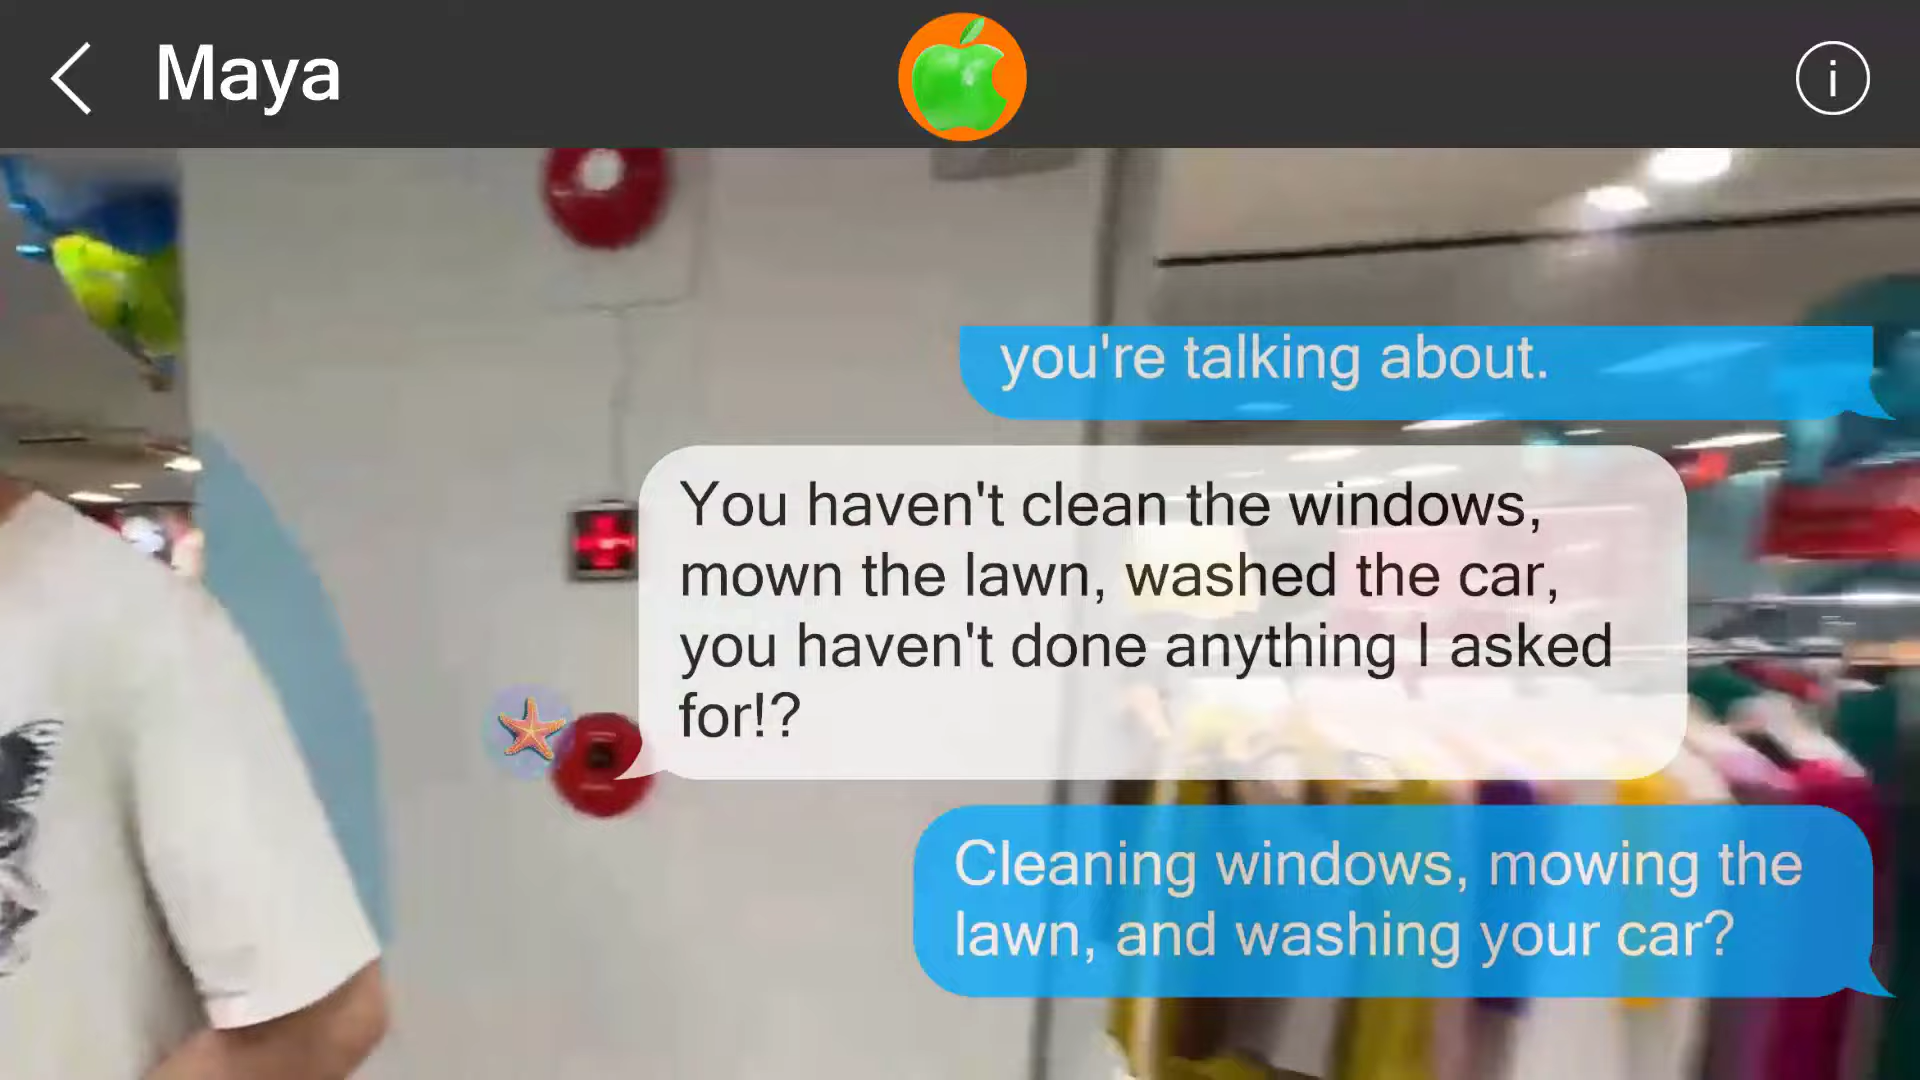 Maya
i
you're talking about.
You haven't clean the windows,
mown the lawn, washed the car,
you haven't done anything I asked
for!?
Cleaning windows, mowing the
lawn, and washing your car?